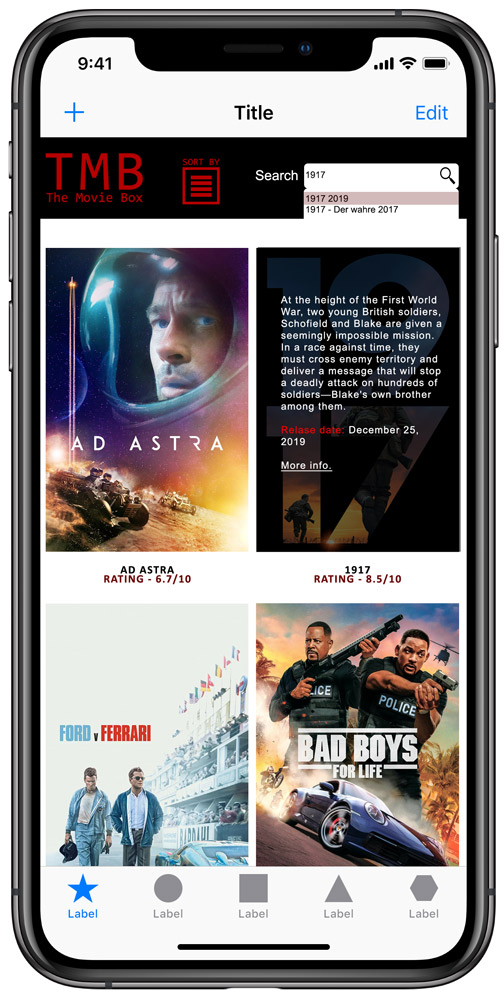 9:41
Title
Edit
TMB
The Movie Box
SORT BY
Search
1917
1917 2019
1917 - Der wahre 2017
AD ASTRA
1917
At the height of the First World
War, two young British soldiers,
Schofield and Blake are given a
seemingly impossible mission.
In a race against time, they
must cross enemy territory and
deliver a message that will stop
a deadly attack on hundreds of
soldiers—Blake's own brother
among them.
Relase date: December 25,
2019
More info.
AD ASTRA
RATING - 6.7/10
1917
RATING - 8.5/10
FORD v FERRARI
RABAUD
LICE
POLICE
BAD BOYS
FOR LIFE
Label
Label
Label
Label
Label